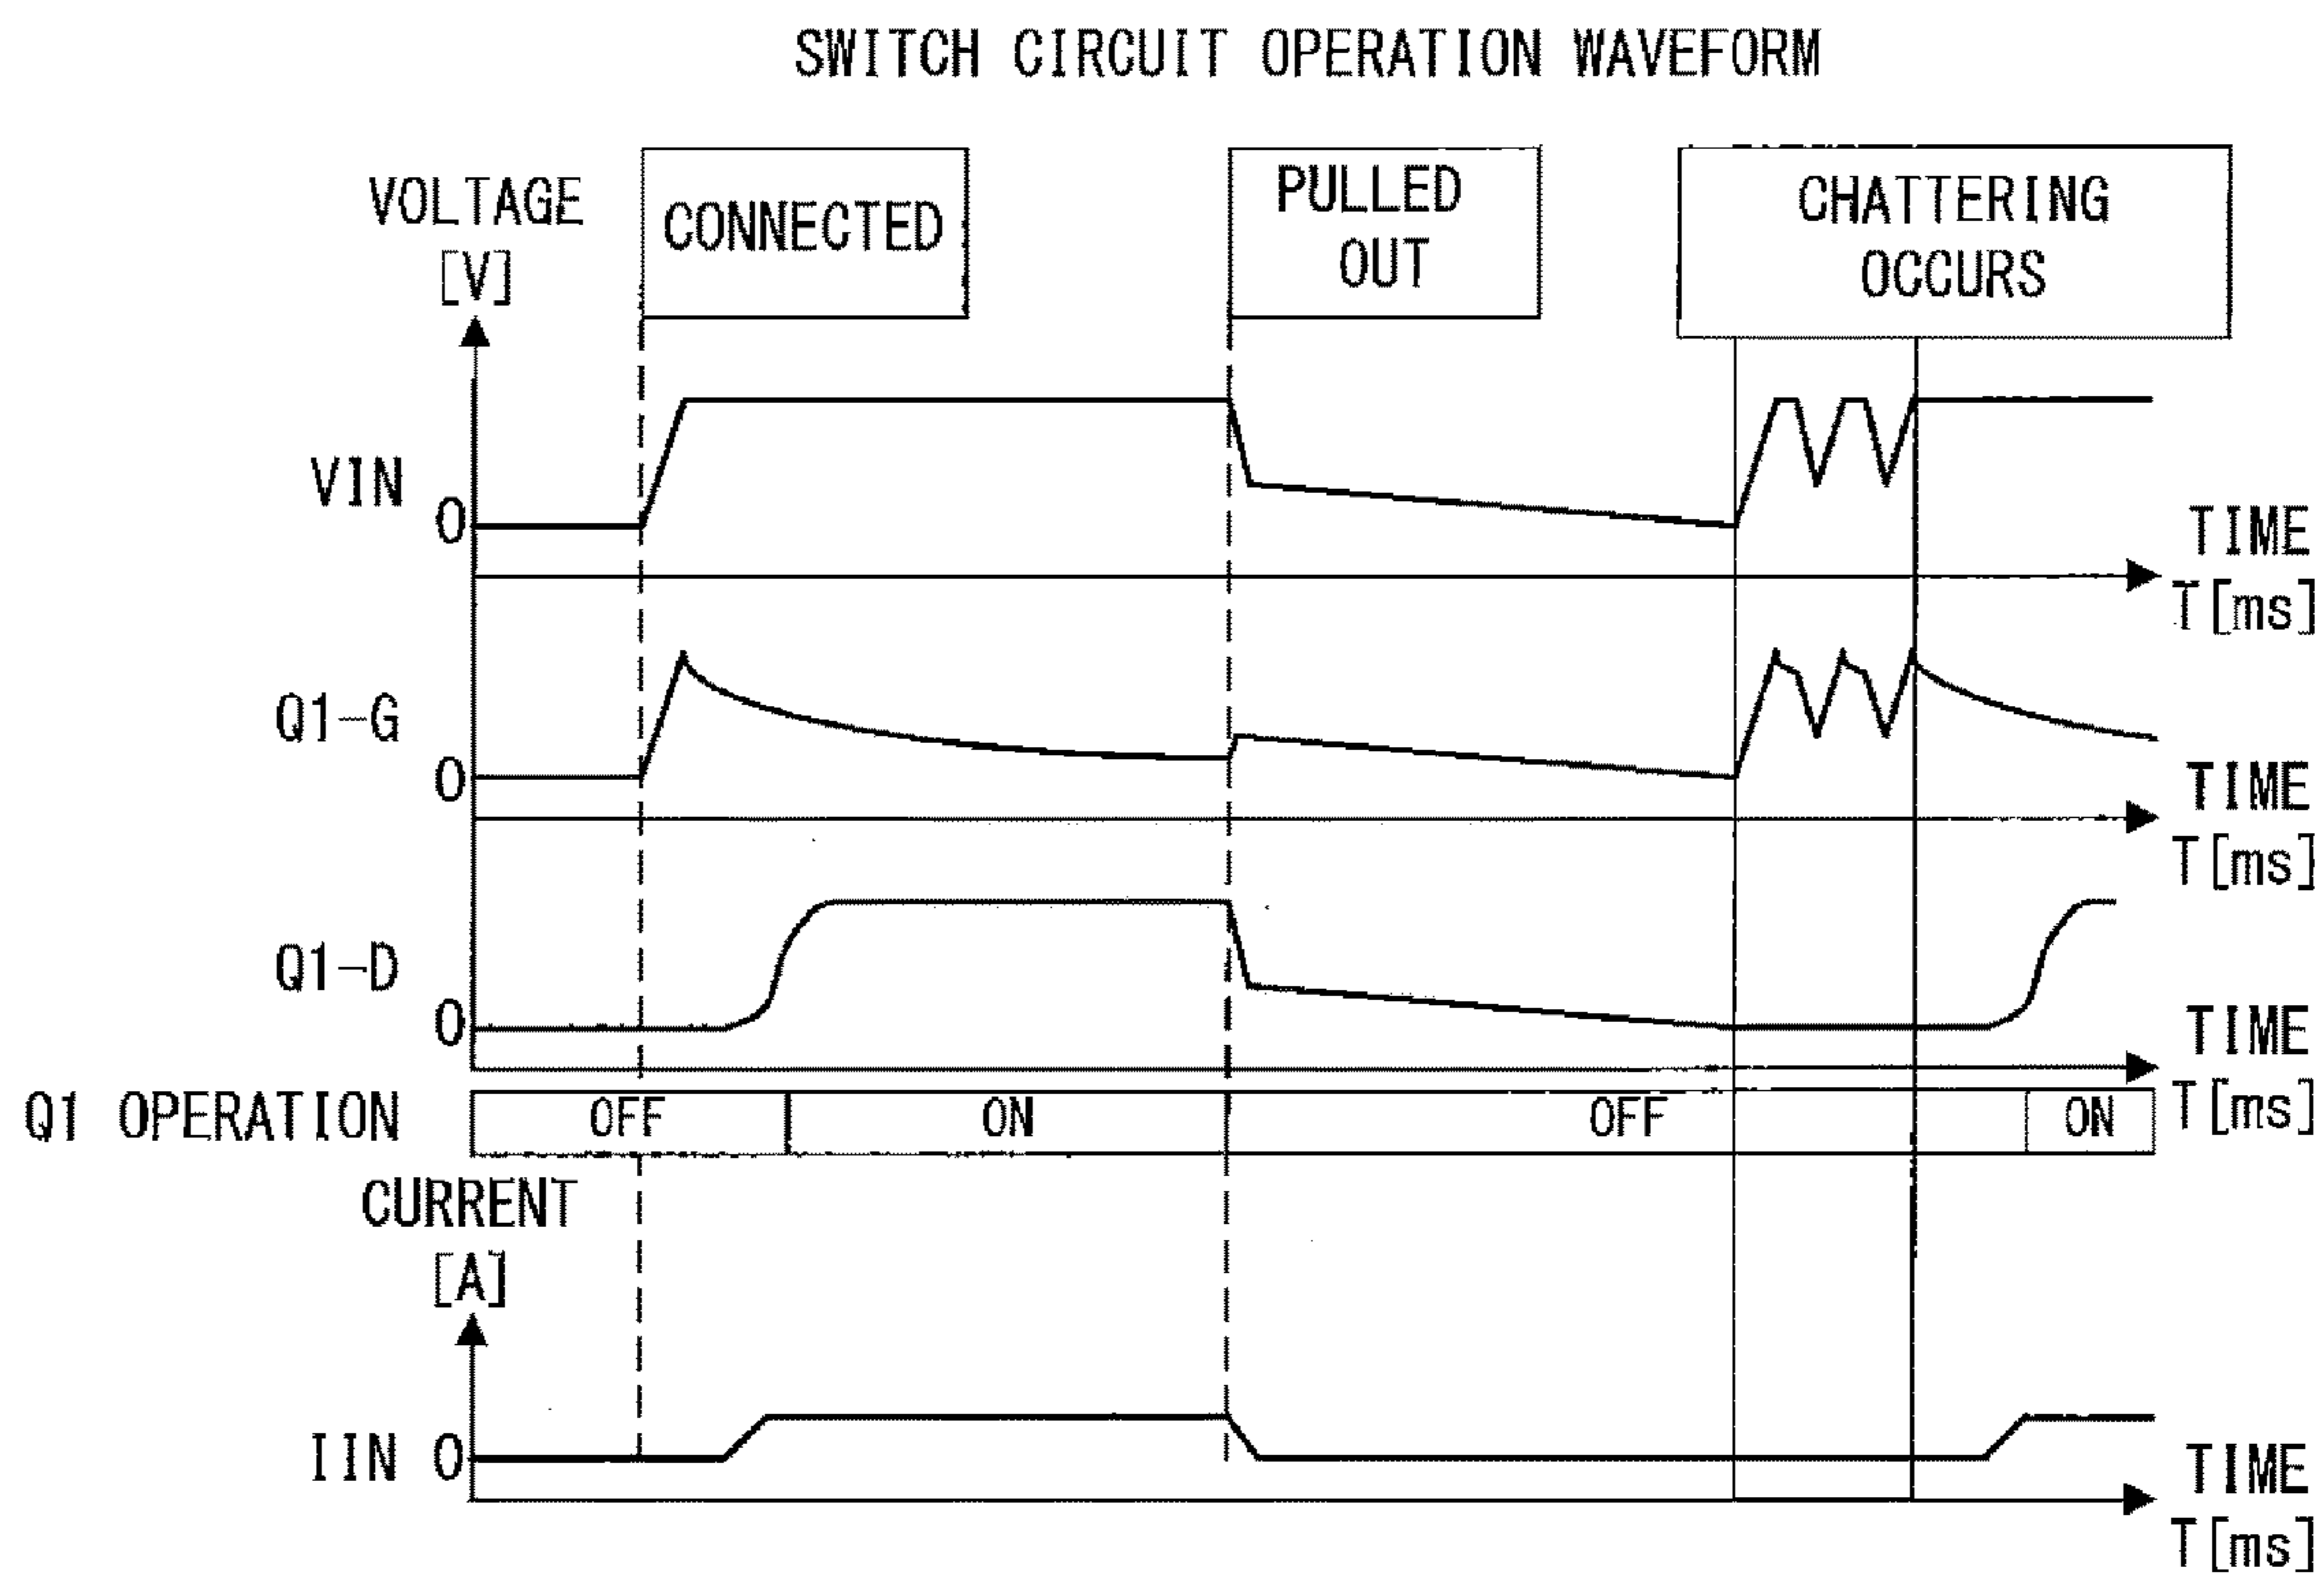 SWITCH CIRCUIT OPERATION WAVEFORM
VOLTAGE
[V]
CONNECTED
PULLED
OUT
CHATTERING
OCCURS
VIN
0
TIME
T[ms]
Q1-G
0
TIME
T[ms]
Q1-D
0
TIME
T[ms]
Q1 OPERATION
OFF
ON
OFF
ON
CURRENT
[A]
IIN 0
TIME
T[ms]